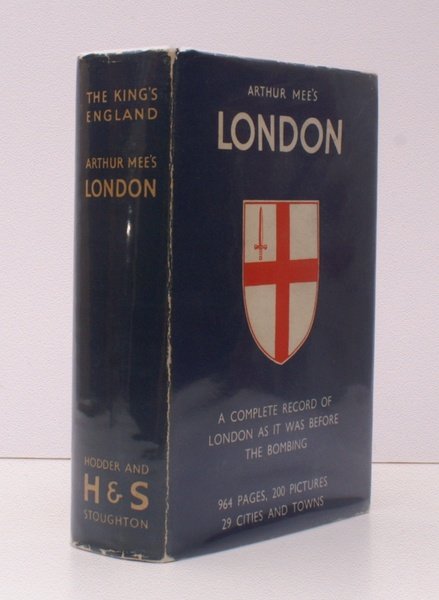 THE KING'S
ENGLAND
ARTHUR MEE'S
LONDON
HODDER AND
H & S
STOUGHTON
ARTHUR MEE'S
LONDON
A COMPLETE RECORD OF
LONDON AS IT WAS BEFORE
THE BOMBING
964 PAGES, 200 PICTURES
29 CITIES AND TOWNS